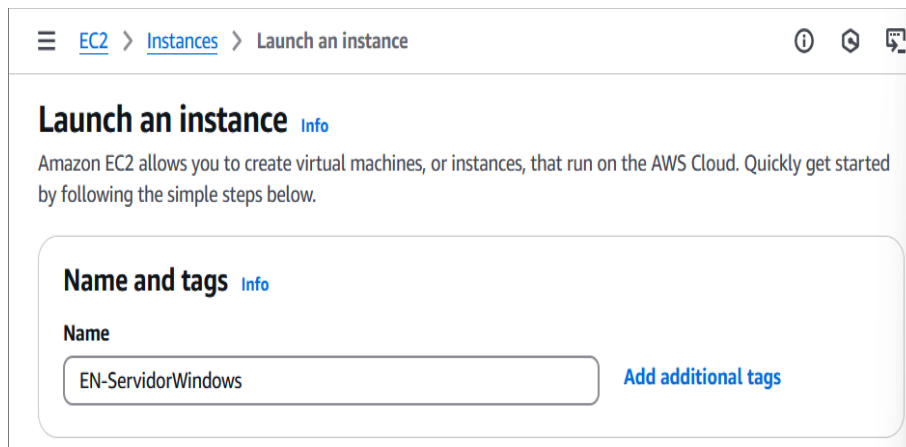 EC2 > Instances > Launch an instance
Launch an instance Info
Amazon EC2 allows you to create virtual machines, or instances, that run on the AWS Cloud. Quickly get started
by following the simple steps below.
Name and tags Info
Name
EN-ServidorWindows Add additional tags